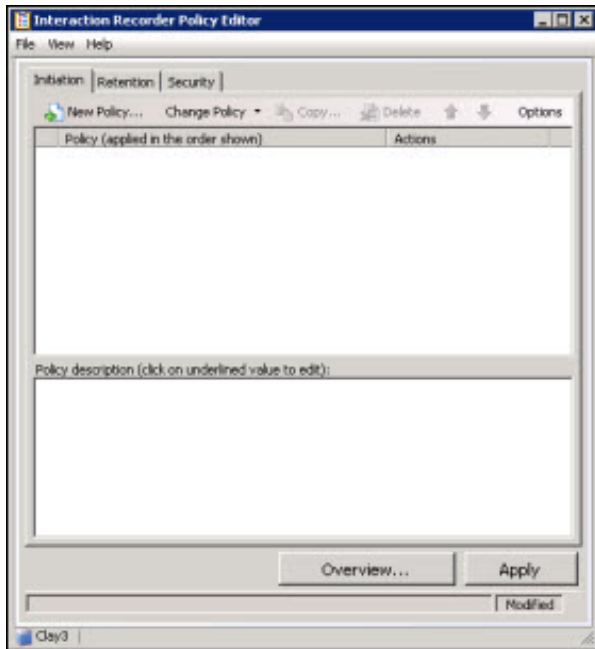 Interaction Recorder Policy Editor
File View Help
Initiation Retention Security
New Policy... Change Policy Copy... Delete Options
Policy (applied in the order shown) Actions
Policy description (click on underlined value to edit):
Overview... Apply
Modified
Clay3